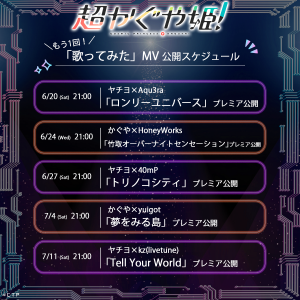 超かぐや姫!
もう1回!
「歌ってみた」MV 公開スケジュール
6/20 (Sat) 21:00
ヤチヨ×Aqu3ra
「ロンリーユニバース」プレミア公開
6/24 (Wed) 21:00
かぐや×HoneyWorks
「竹取オーバーナイトセンセーション」プレミア公開
6/27 (Sat) 21:00
ヤチヨ×40mP
「トリノコシティ」プレミア公開
7/4 (Sat) 21:00
かぐや×yuigot
「夢をみる島」プレミア公開
7/11 (Sat) 21:00
ヤチヨ×kz(livetune)
「Tell Your World」プレミア公開